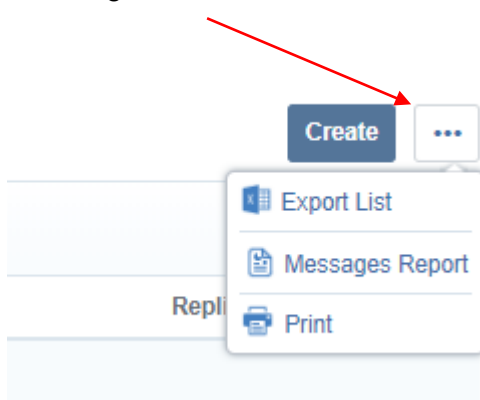 Create ...
Export List
Messages Report
Repli
Print